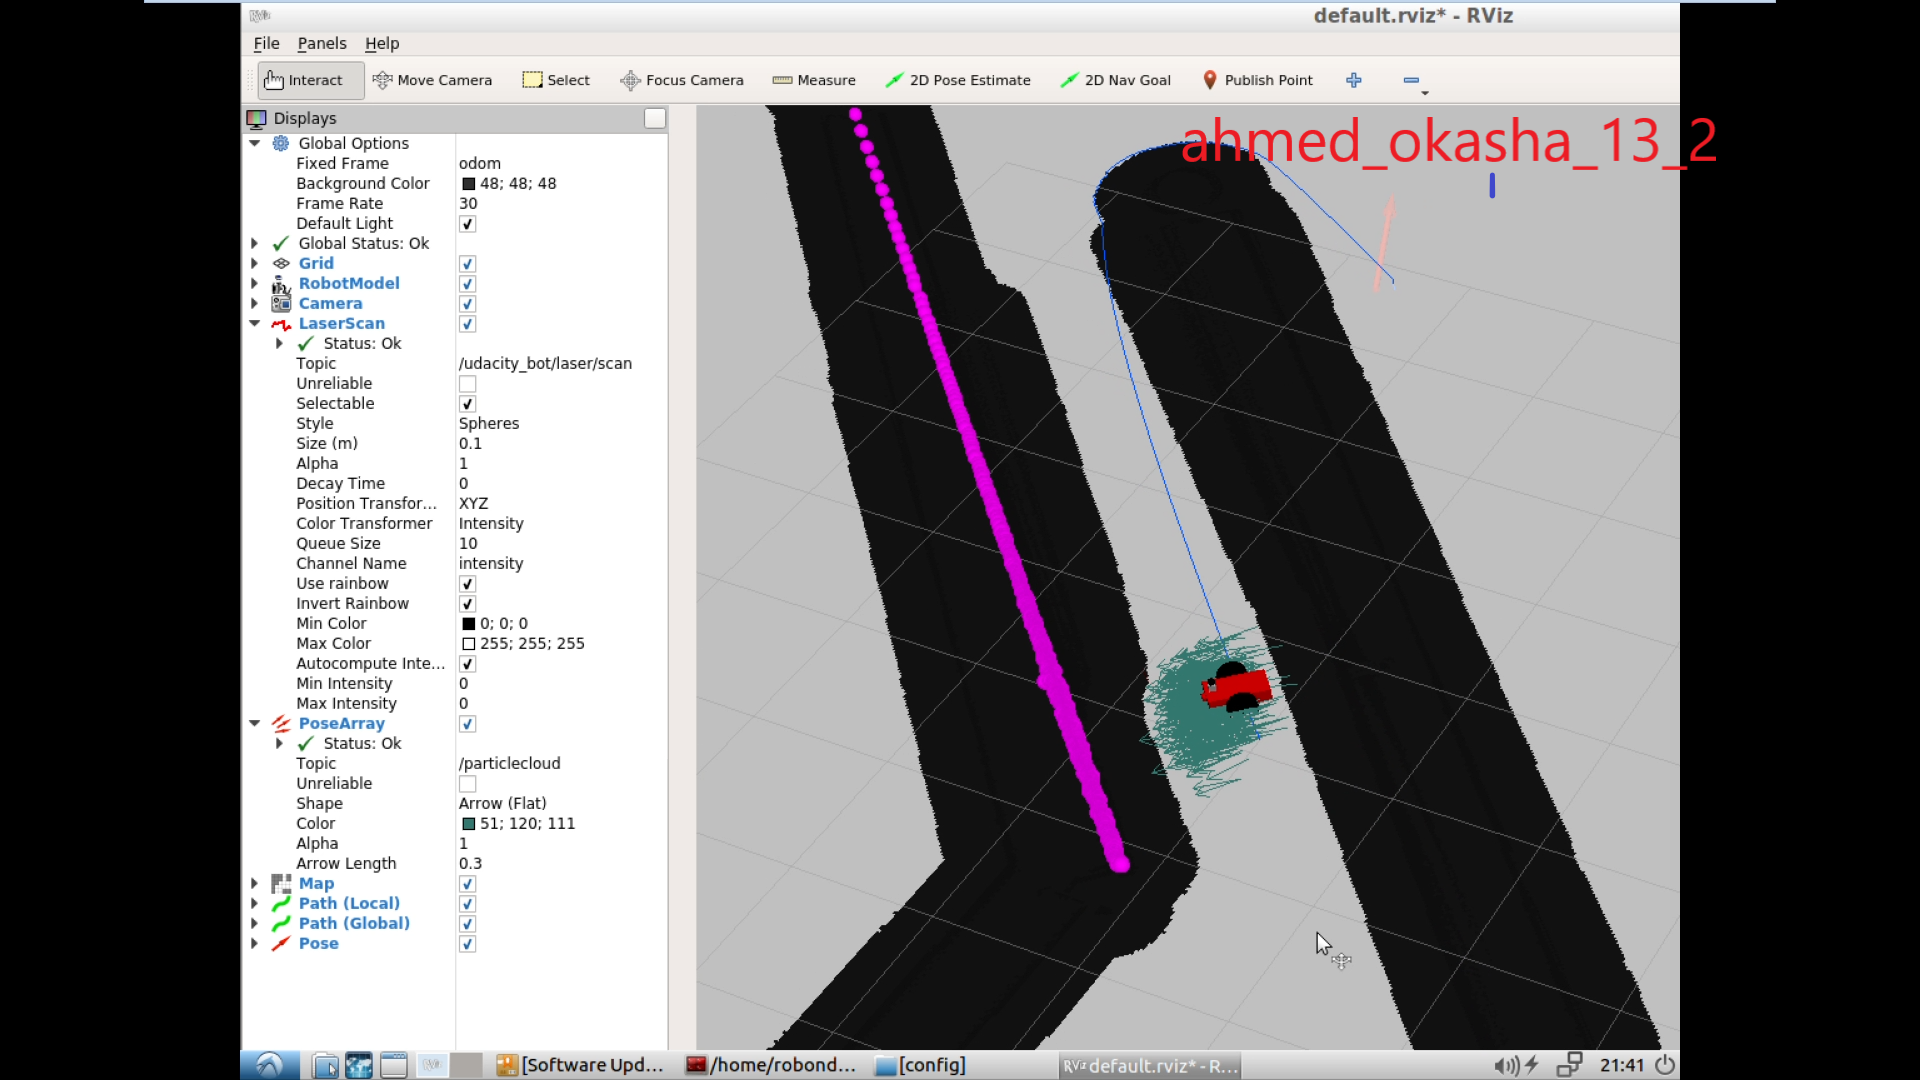 default.rviz* - RViz
File Panels Help
Interact Move Camera Select Focus Camera Measure 2D Pose Estimate 2D Nav Goal Publish Point
Displays
ahmed_okasha_13_2
Global Options
Fixed Frame odom
Background Color 48; 48; 48
Frame Rate 30
Default Light
Global Status: Ok
Grid
RobotModel
Camera
LaserScan
Status: Ok
Topic /udacity_bot/laser/scan
Unreliable
Selectable
Style Spheres
Size (m) 0.1
Alpha 1
Decay Time 0
Position Transfor... XYZ
Color Transformer Intensity
Queue Size 10
Channel Name intensity
Use rainbow
Invert Rainbow
Min Color 0; 0; 0
Max Color 255; 255; 255
Autocompute Inte...
Min Intensity 0
Max Intensity 0
PoseArray
Status: Ok
Topic /particlecloud
Unreliable
Shape Arrow (Flat)
Color 51; 120; 111
Alpha 1
Arrow Length 0.3
Map
Path (Local)
Path (Global)
Pose
[Software Upd... /home/robond... [config] RViz default.rviz* - R... 21:41